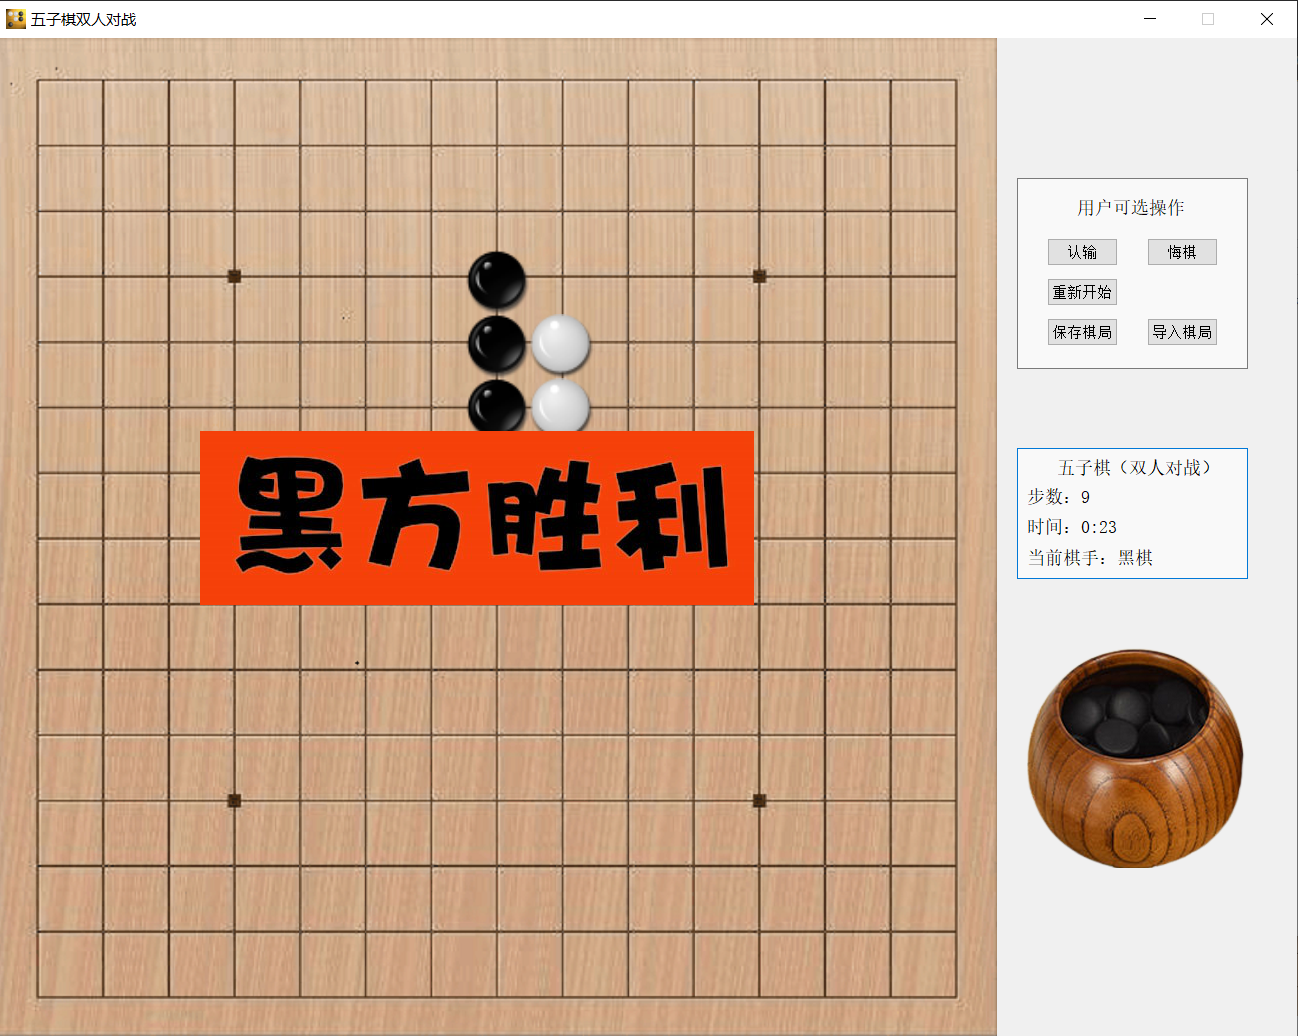 五子棋双人对战
用户可选操作
认输 悔棋
重新开始
保存棋局 导入棋局
黑方胜利
五子棋（双人对战）
步数：9
时间：0:23
当前棋手：黑棋